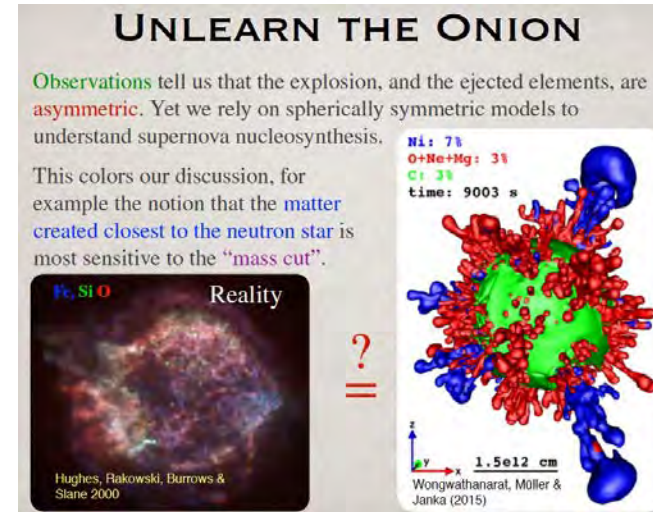 UNLEARN THE ONION
Observations tell us that the explosion, and the ejected elements, are
asymmetric. Yet we rely on spherically symmetric models to
understand supernova nucleosynthesis.
This colors our discussion, for
example the notion that the matter
created closest to the neutron star is
most sensitive to the “mass cut”.
Fe, Si O
Reality
Hughes, Rakowski, Burrows &
Slane 2000
?
=
Ni: 7%
O+Ne+Mg: 3%
C: 3%
time: 9003 s
z
y
x
1.5e12 cm
Wongwathanarat, Müller &
Janka (2015)